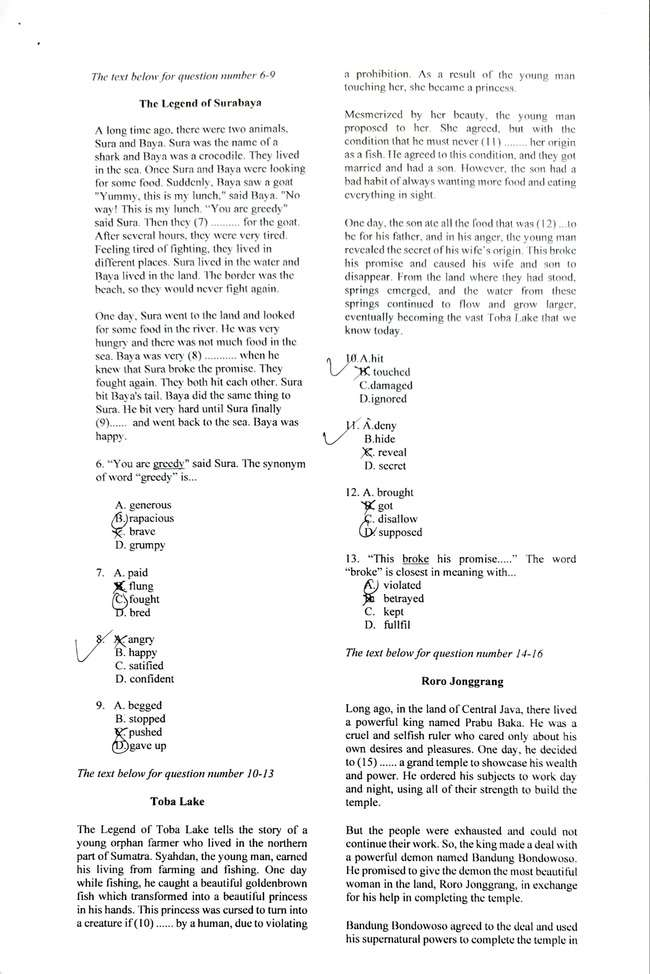 The text below for question number 6-9
The Legend of Surabaya
A long time ago, there were two animals,
Sura and Baya. Sura was the name of a
shark and Baya was a crocodile. They lived
in the sea. Once Sura and Baya were looking
for some food. Suddenly, Baya saw a goat
"Yummy, this is my lunch," said Baya. "No
way! This is my lunch. "You are greedy"
said Sura. Then they (7) .......... for the goat.
After several hours, they were very tired.
Feeling tired of fighting, they lived in
different places. Sura lived in the water and
Baya lived in the land. The border was the
beach, so they would never fight again.
One day, Sura went to the land and looked
for some food in the river. He was very
hungry and there was not much food in the
sea. Baya was very (8) ........... when he
knew that Sura broke the promise. They
fought again. They both hit each other. Sura
bit Baya's tail. Baya did the same thing to
Sura. He bit very hard until Sura finally
(9)...... and went back to the sea. Baya was
happy.
6. "You are greedy" said Sura. The synonym
of word "greedy" is...
A. generous
B. rapacious
C. brave
D. grumpy
7. A. paid
B. flung
C. fought
D. bred
8. A. angry
B. happy
C. satified
D. confident
9. A. begged
B. stopped
C. pushed
D. gave up
The text below for question number 10-13
Toba Lake
The Legend of Toba Lake tells the story of a
young orphan farmer who lived in the northern
part of Sumatra. Syahdan, the young man, earned
his living from farming and fishing. One day
while fishing, he caught a beautiful goldenbrown
fish which transformed into a beautiful princess
in his hands. This princess was cursed to turn into
a creature if (10) ...... by a human, due to violating
a prohibition. As a result of the young man
touching her, she became a princess.
Mesmerized by her beauty, the young man
proposed to her. She agreed, but with the
condition that he must never (11) ........ her origin
as a fish. He agreed to this condition, and they got
married and had a son. However, the son had a
bad habit of always wanting more food and eating
everything in sight.
One day, the son ate all the food that was (12) ...to
be for his father, and in his anger, the young man
revealed the secret of his wife's origin. This broke
his promise and caused his wife and son to
disappear. From the land where they had stood,
springs emerged, and the water from these
springs continued to flow and grow larger,
eventually becoming the vast Toba Lake that we
know today.
10.A.hit
B. touched
C.damaged
D.ignored
11. A.deny
B.hide
C. reveal
D. secret
12. A. brought
B. got
C. disallow
D. supposed
13. "This broke his promise....." The word
"broke" is closest in meaning with...
A. violated
B. betrayed
C. kept
D. fullfil
The text below for question number 14-16
Roro Jonggrang
Long ago, in the land of Central Java, there lived
a powerful king named Prabu Baka. He was a
cruel and selfish ruler who cared only about his
own desires and pleasures. One day, he decided
to (15) ...... a grand temple to showcase his wealth
and power. He ordered his subjects to work day
and night, using all of their strength to build the
temple.
But the people were exhausted and could not
continue their work. So, the king made a deal with
a powerful demon named Bandung Bondowoso.
He promised to give the demon the most beautiful
woman in the land, Roro Jonggrang, in exchange
for his help in completing the temple.
Bandung Bondowoso agreed to the deal and used
his supernatural powers to complete the temple in